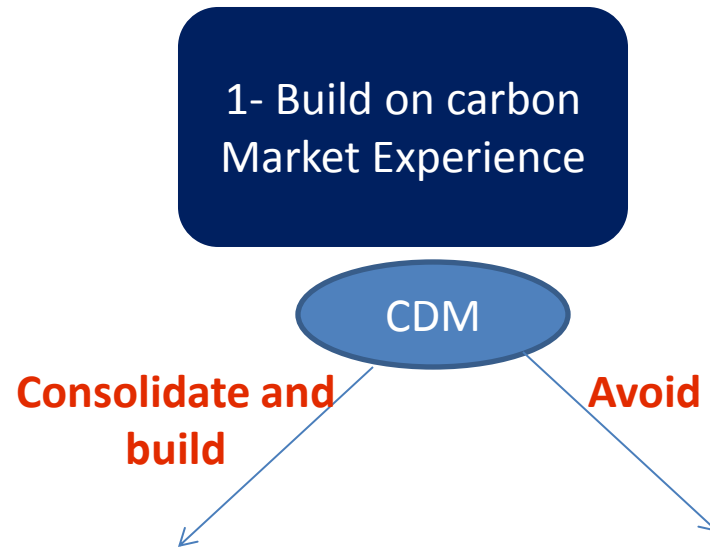 1- Build on carbon
Market Experience
CDM
Consolidate and
build
Avoid